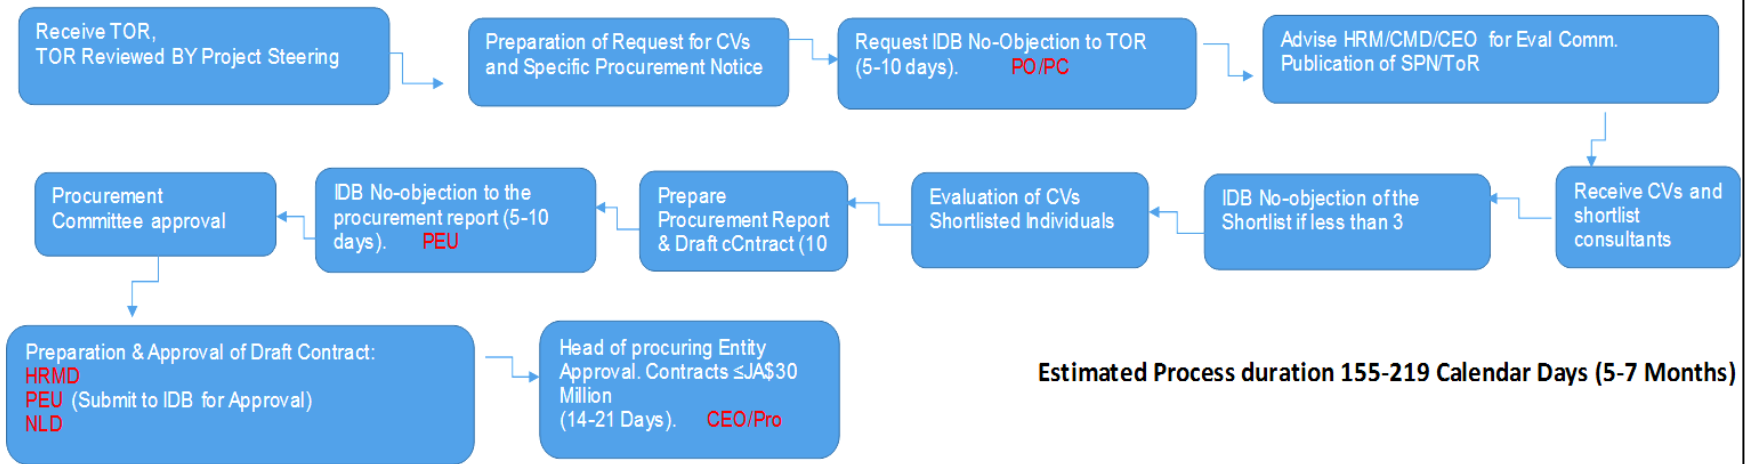 Receive TOR,
TOR Reviewed BY Project Steering
Preparation of Request for CVs
and Specific Procurement Notice
Request IDB No-Objection to TOR
(5-10 days). PO/PC
Advise HRM/CMD/CEO for Eval Comm.
Publication of SPN/ToR
Receive CVs and
shortlist
consultants
IDB No-objection of the
Shortlist if less than 3
Evaluation of CVs
Shortlisted Individuals
Prepare
Procurement Report
& Draft cCntract (10
IDB No-objection to the
procurement report (5-10
days). PEU
Procurement
Committee approval
Preparation & Approval of Draft Contract:
HRMD
PEU (Submit to IDB for Approval)
NLD
Head of procuring Entity
Approval. Contracts ≤JA$30
Million
(14-21 Days). CEO/Pro
Estimated Process duration 155-219 Calendar Days (5-7 Months)